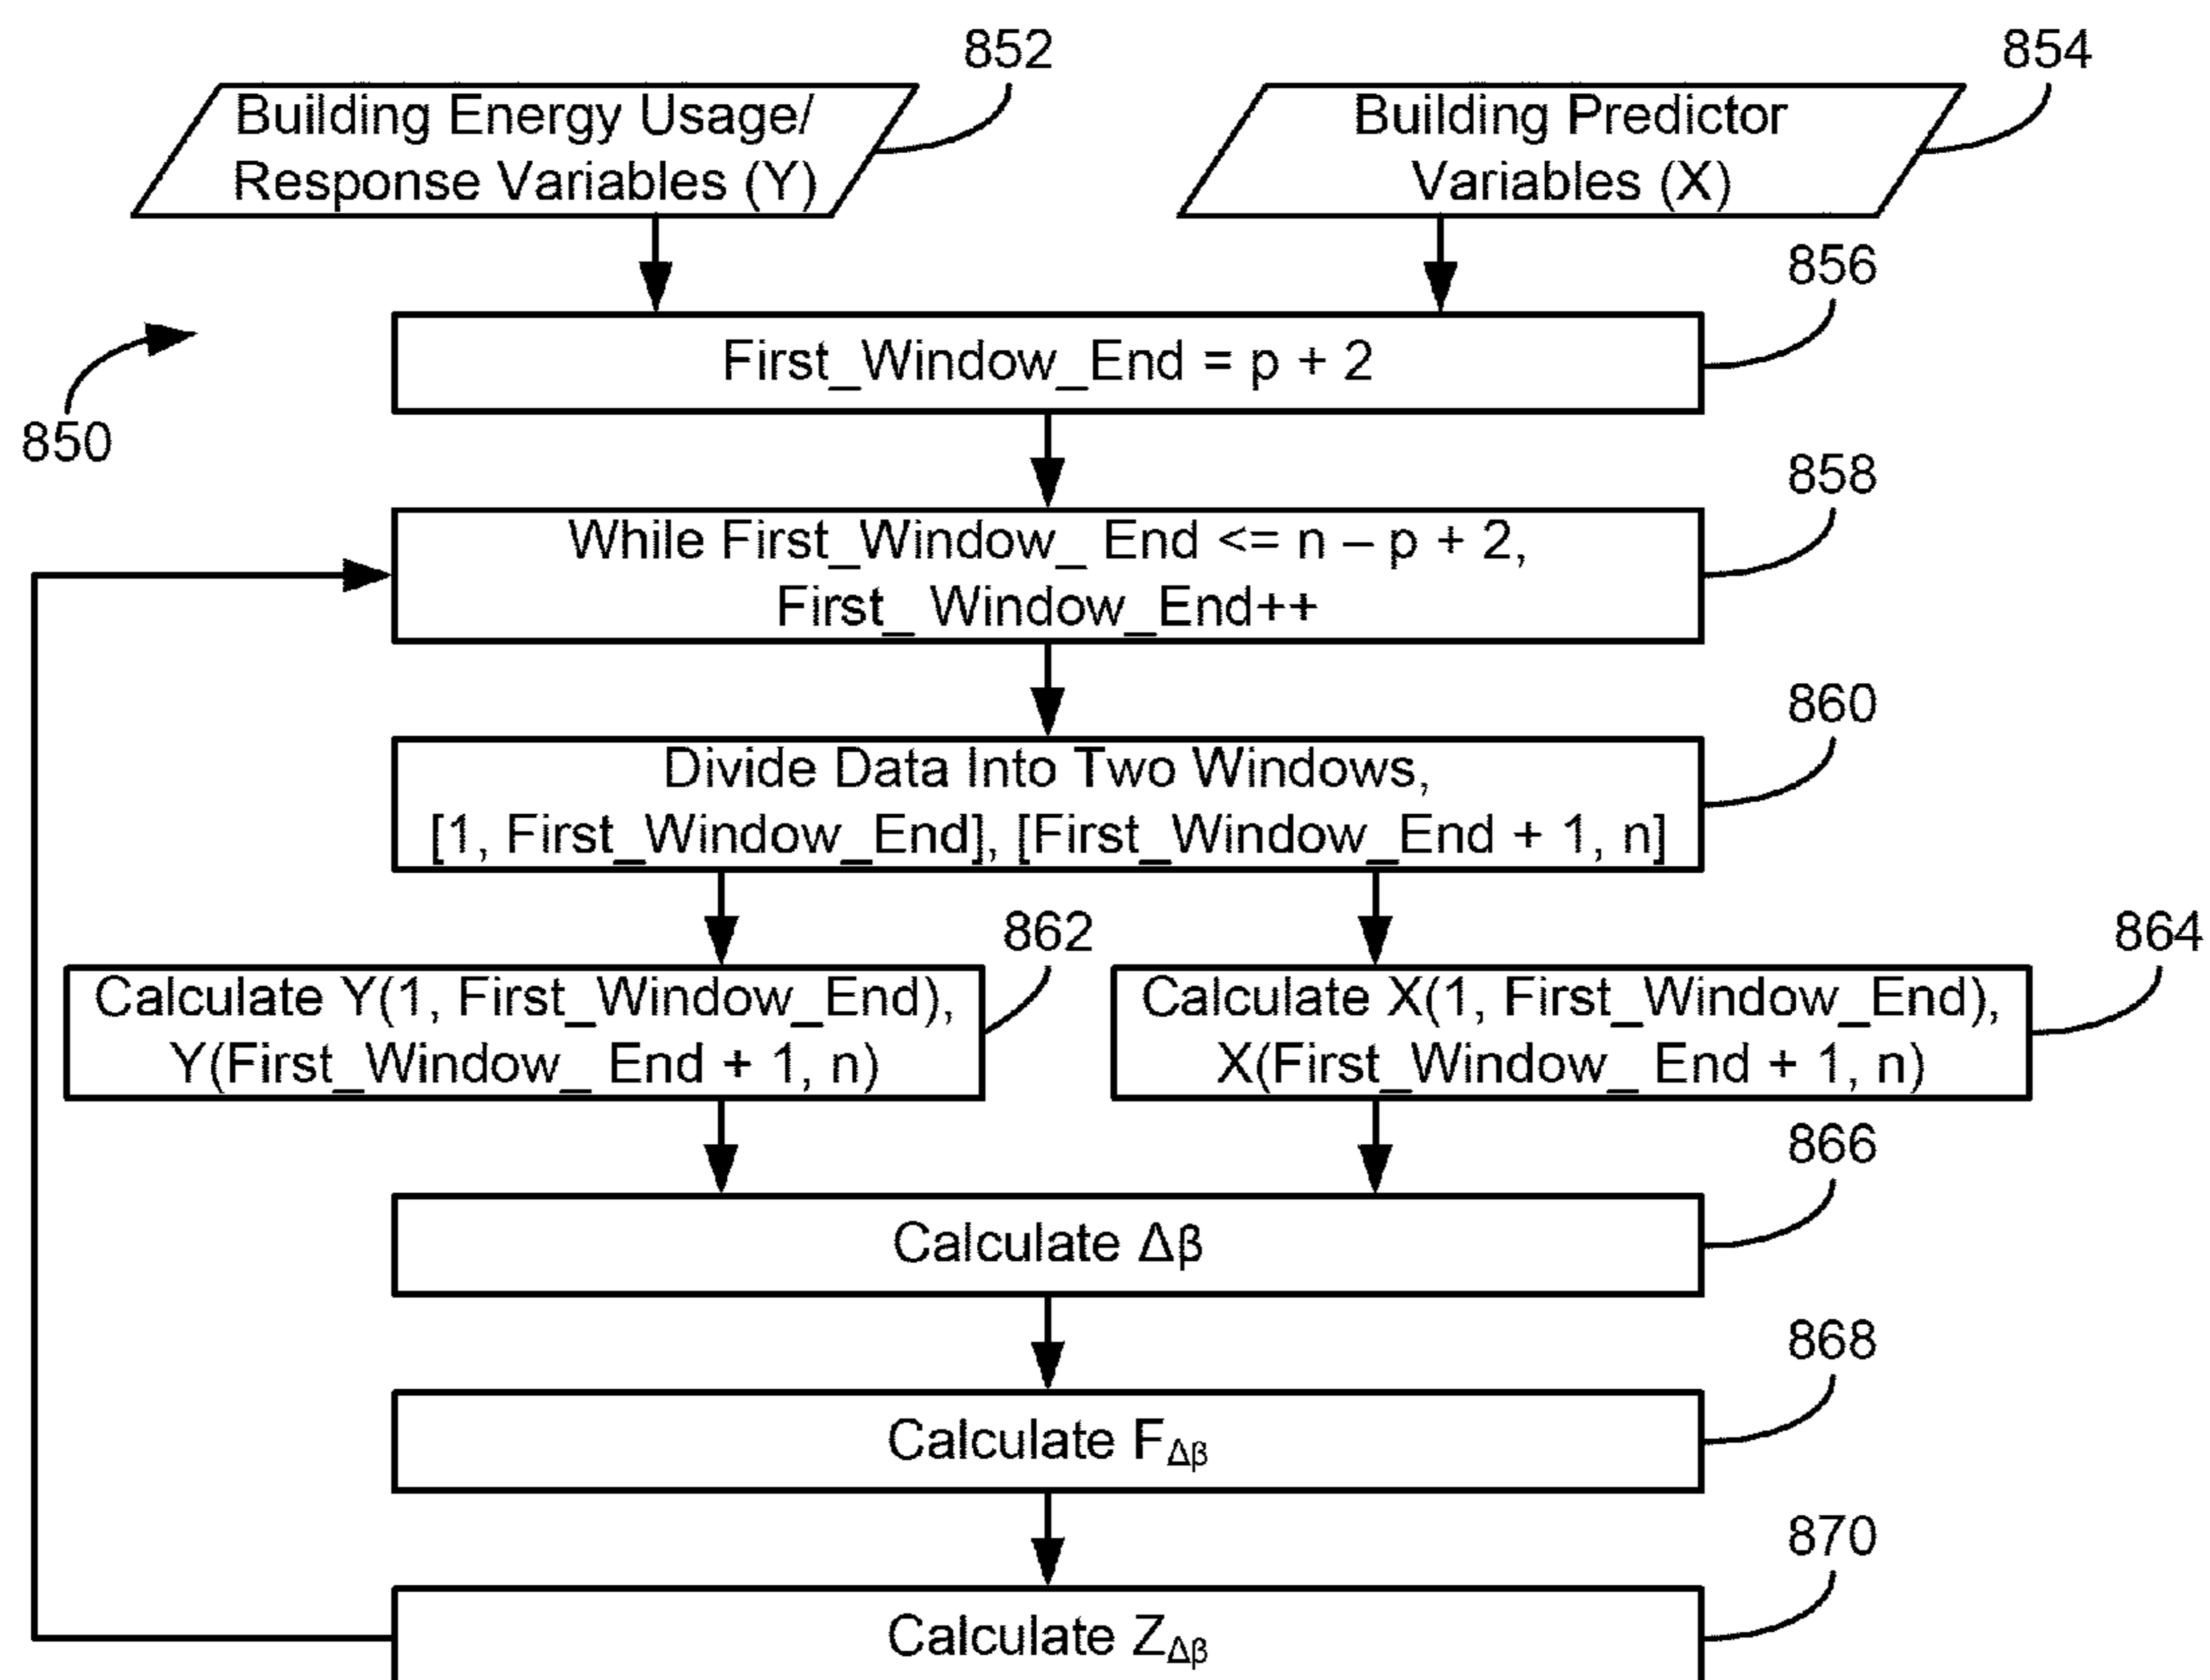 852
854
Building Energy Usage/
Response Variables (Y)
Building Predictor
Variables (X)
856
First_Window_End = p + 2
850
858
While First_Window_ End <= n – p + 2,
First_ Window_End++
860
Divide Data Into Two Windows,
[1, First_Window_End], [First_Window_End + 1, n]
862
864
Calculate Y(1, First_Window_End),
Y(First_Window_ End + 1, n)
Calculate X(1, First_Window_End),
X(First_Window_ End + 1, n)
866
Calculate Δβ
868
Calculate FΔβ
870
Calculate ZΔβ